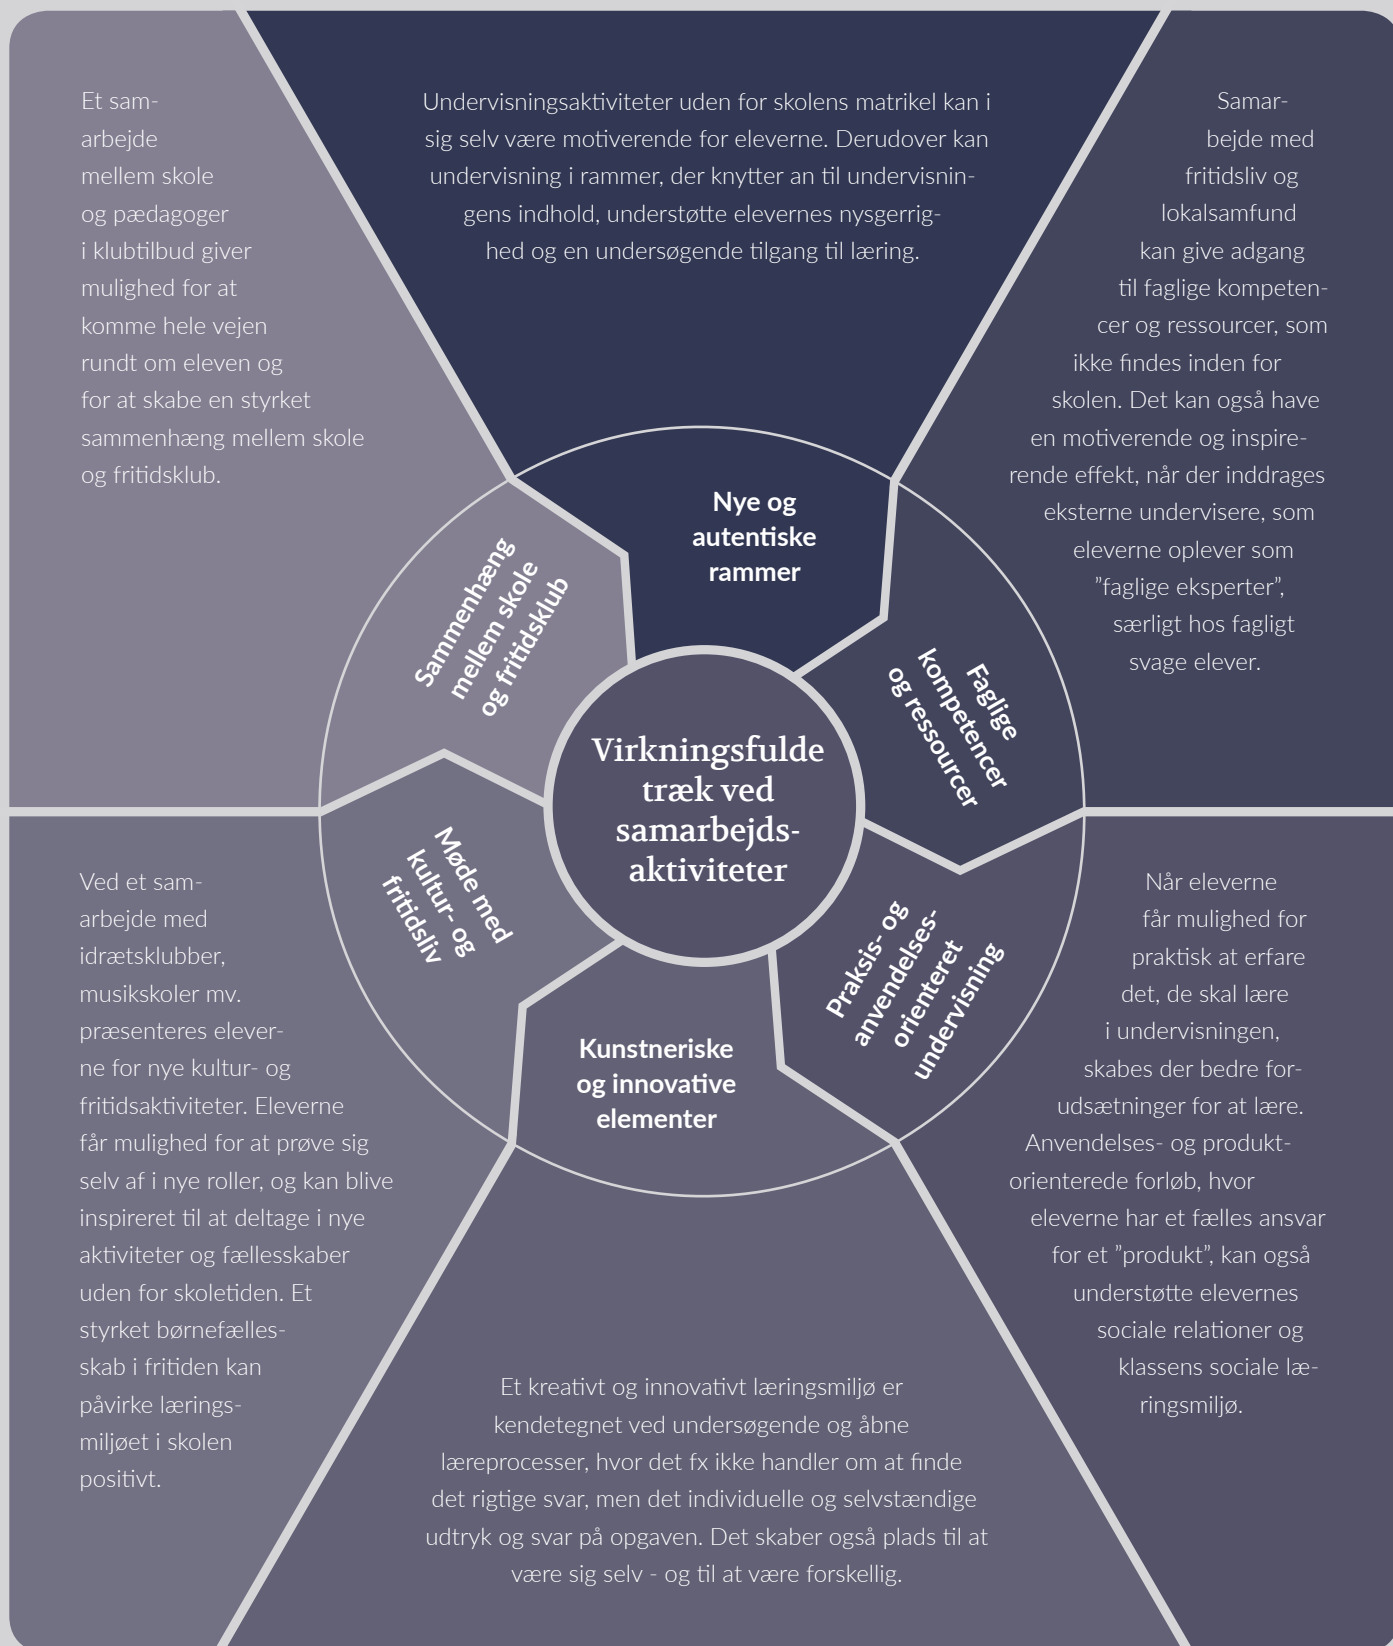 Et sam-
arbejde
mellem skole
og pædagoger
i klubtilbud giver
mulighed for at
komme hele vejen
rundt om eleven og
for at skabe en styrket
sammenhæng mellem skole
og fritidsklub.
Undervisningsaktiviteter uden for skolens matrikel kan i
sig selv være motiverende for eleverne. Derudover kan
undervisning i rammer, der knytter an til undervisnin-
gens indhold, understøtte elevernes nysgerrig-
hed og en undersøgende tilgang til læring.
Samar-
bejde med
fritidsliv og
lokalsamfund
kan give adgang
til faglige kompeten-
cer og ressourcer, som
ikke findes inden for
skolen. Det kan også have
en motiverende og inspire-
rende effekt, når der inddrages
eksterne undervisere, som
eleverne oplever som
”faglige eksperter”,
særligt hos fagligt
svage elever.
Nye og
autentiske
rammer
Sammenhæng
mellem skole
og fritidsklub
Faglige
kompetencer
og ressourcer
Virkningsfulde
træk ved
samarbejds-
aktiviteter
Møde med
kultur- og
fritidsliv
Praksis- og
anvendelses-
orienteret
undervisning
Kunstneriske
og innovative
elementer
Ved et sam-
arbejde med
idrætsklubber,
musikskoler mv.
præsenteres elever-
ne for nye kultur- og
fritidsaktiviteter. Eleverne
får mulighed for at prøve sig
selv af i nye roller, og kan blive
inspireret til at deltage i nye
aktiviteter og fællesskaber
uden for skoletiden. Et
styrket børnefælles-
skab i fritiden kan
påvirke lærings-
miljøet i skolen
positivt.
Når eleverne
får mulighed for
praktisk at erfare
det, de skal lære
i undervisningen,
skabes der bedre for-
udsætninger for at lære.
Anvendelses- og produkt-
orienterede forløb, hvor
eleverne har et fælles ansvar
for et ”produkt”, kan også
understøtte elevernes
sociale relationer og
klassens sociale læ-
ringsmiljø.
Et kreativt og innovativt læringsmiljø er
kendetegnet ved undersøgende og åbne
læreprocesser, hvor det fx ikke handler om at finde
det rigtige svar, men det individuelle og selvstændige
udtryk og svar på opgaven. Det skaber også plads til at
være sig selv - og til at være forskellig.